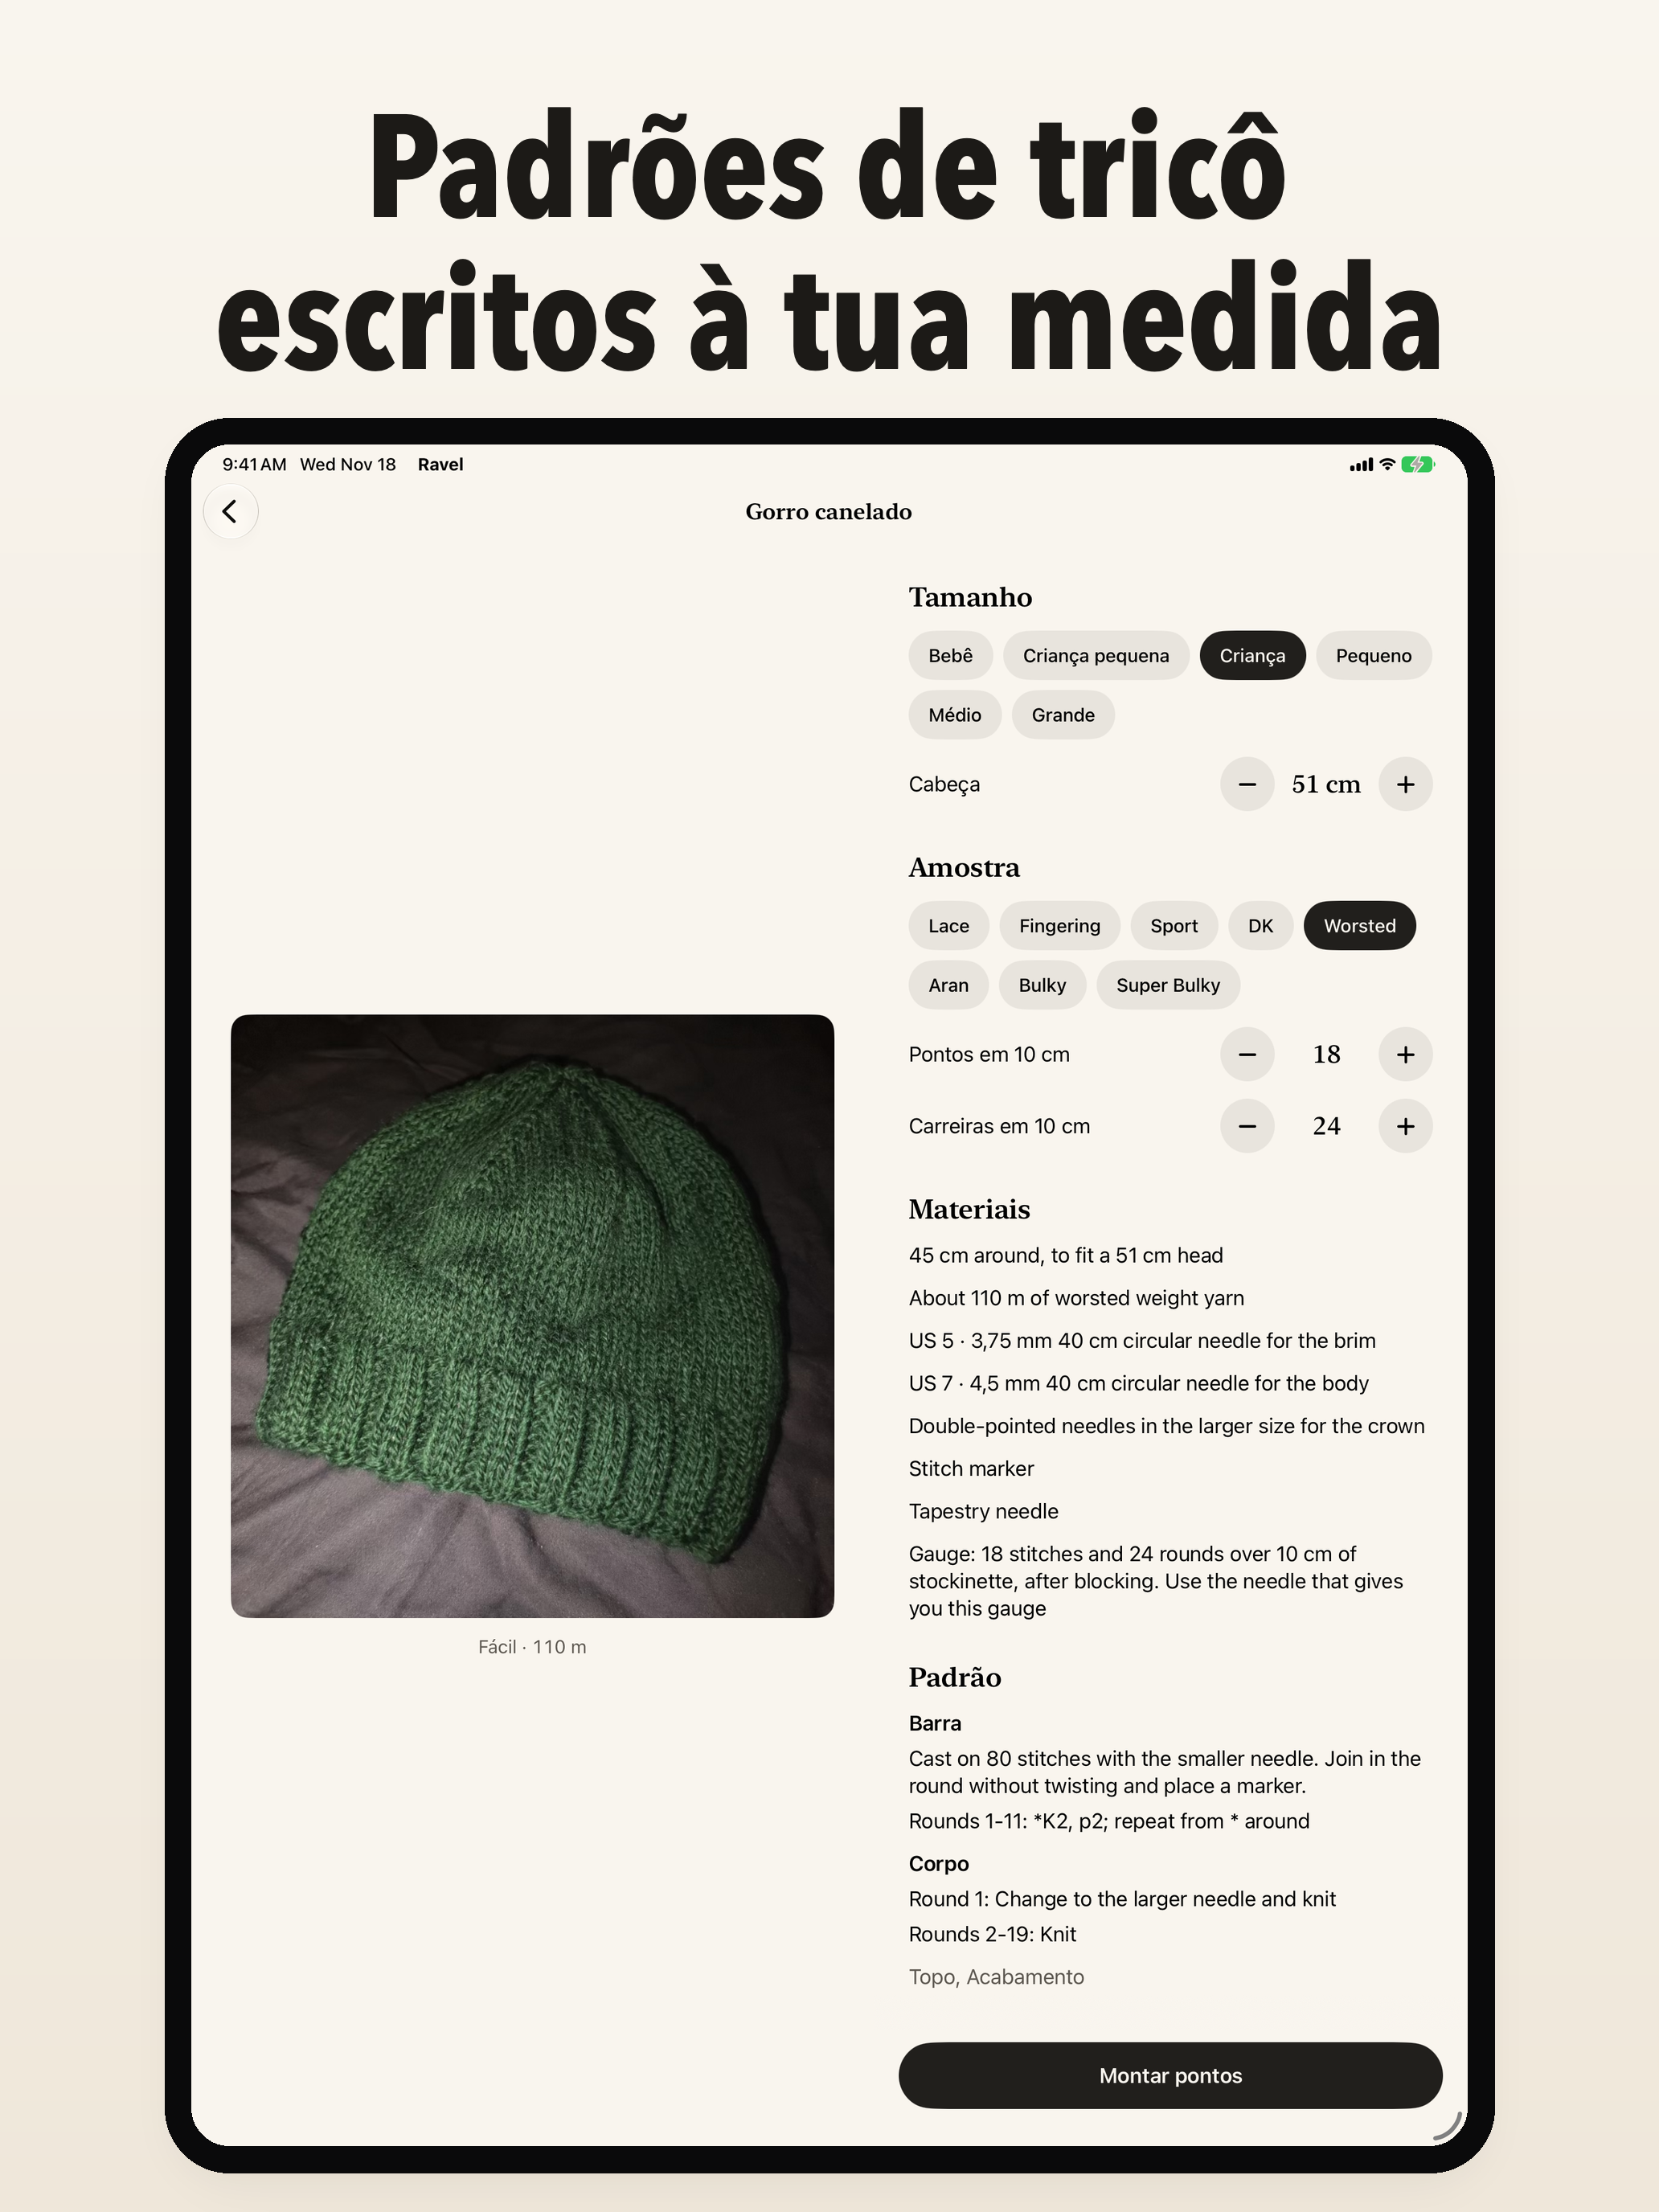 Padrões de tricô
escritos à tua medida
9:41 AM Wed Nov 18 Ravel
Gorro canelado
Tamanho
Bebê Criança pequena Criança Pequeno
Médio Grande
Cabeça − 51 cm +
Amostra
Lace Fingering Sport DK Worsted
Aran Bulky Super Bulky
Pontos em 10 cm − 18 +
Carreiras em 10 cm − 24 +
Materiais
45 cm around, to fit a 51 cm head
About 110 m of worsted weight yarn
US 5 · 3,75 mm 40 cm circular needle for the brim
US 7 · 4,5 mm 40 cm circular needle for the body
Double-pointed needles in the larger size for the crown
Stitch marker
Tapestry needle
Gauge: 18 stitches and 24 rounds over 10 cm of
stockinette, after blocking. Use the needle that gives
you this gauge
Fácil · 110 m
Padrão
Barra
Cast on 80 stitches with the smaller needle. Join in the
round without twisting and place a marker.
Rounds 1-11: *K2, p2; repeat from * around
Corpo
Round 1: Change to the larger needle and knit
Rounds 2-19: Knit
Topo, Acabamento
Montar pontos